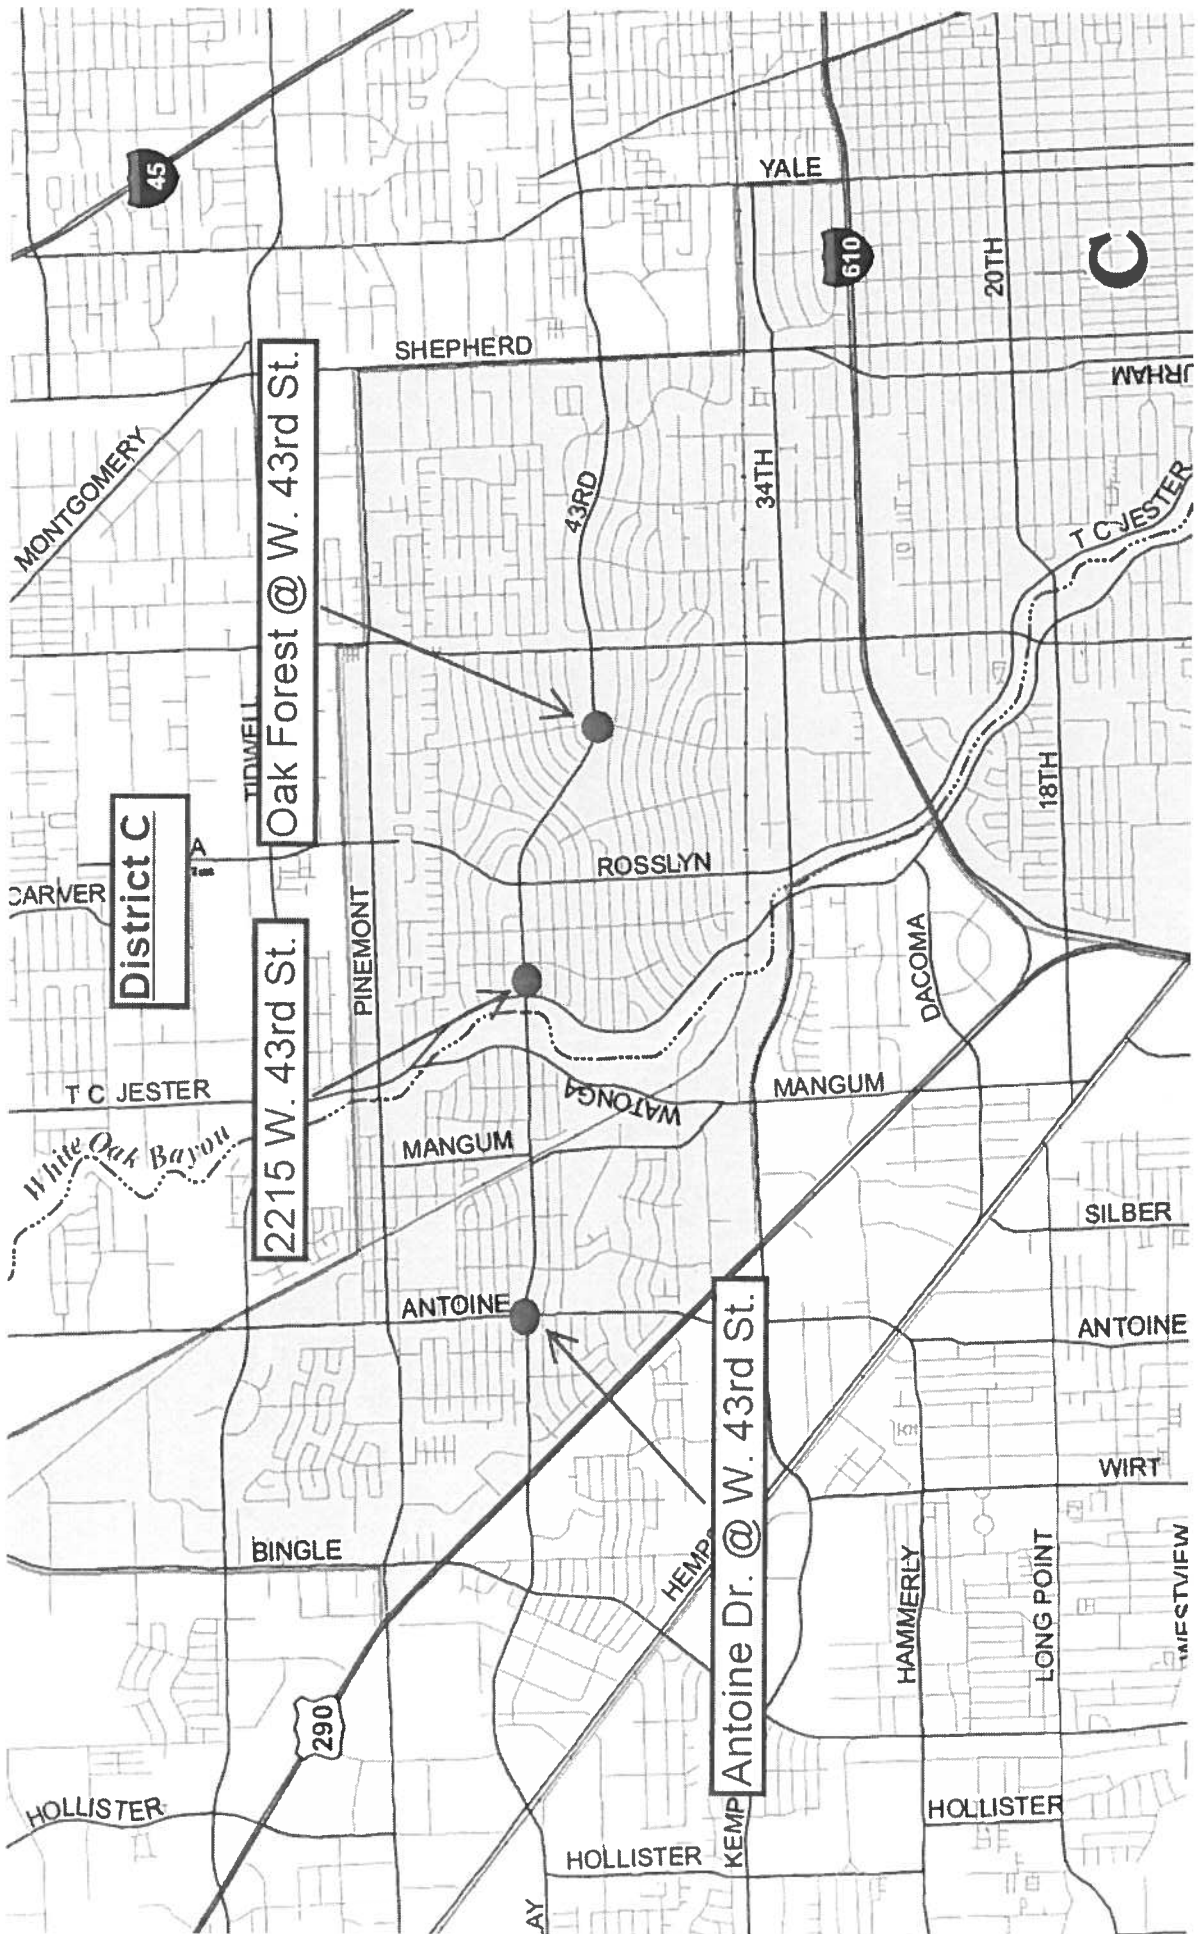 45
YALE
610
20TH
C
SHEPHERD
MONTGOMERY
Oak Forest @ W. 43rd St.
43RD
34TH
T C JESTER
TIDWELL
District C
CARVER
A
ROSSLYN
18TH
PINEMONT
2215 W. 43rd St.
DACOMA
T C JESTER
White Oak Bayou
MANGUM
WATONGA
MANGUM
SILBER
ANTOINE
ANTOINE
Antoine Dr. @ W. 43rd St.
WIRT
BINGLE
HEMP
HAMMERLY
LONG POINT
WESTVIEW
290
HOLLISTER
HOLLISTER
HOLLISTER
KEMP
AY
URHAM